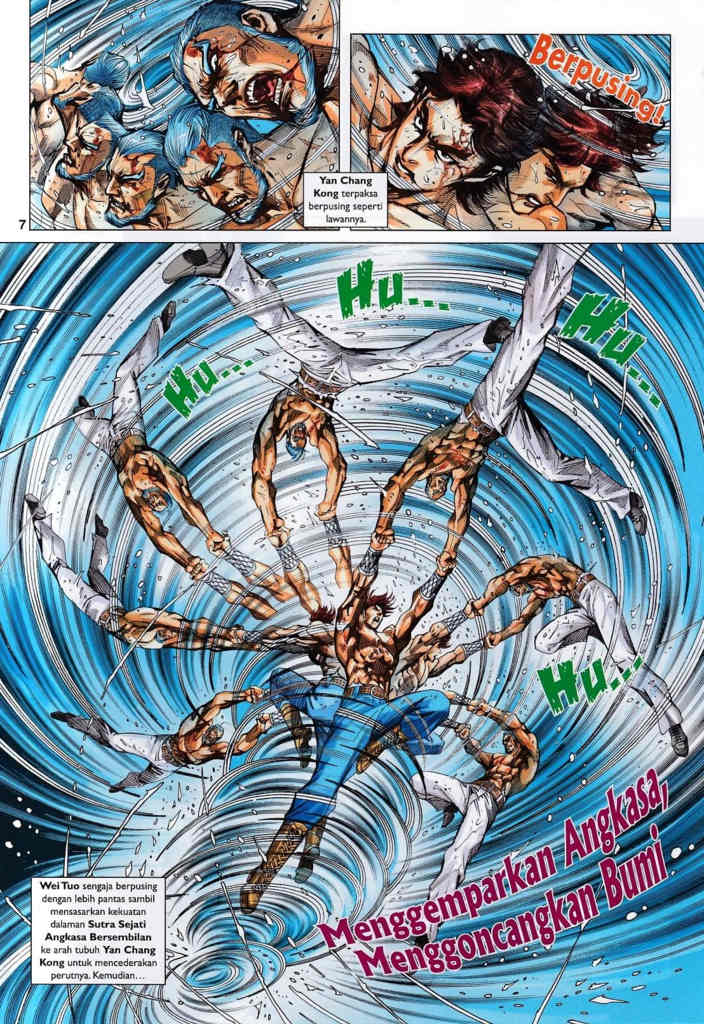 Berpusing!
Yan Chang
Kong terpaksa
berpusing seperti
lawannya.
7
Hu...
Hu...
Hu...
Hu...
Menggemparkan Angkasa,
Menggoncangkan Bumi
Wei Tuo sengaja berpusing
dengan lebih pantas sambil
mensasarkan kekuatan
dalaman Sutra Sejati
Angkasa Bersembilan
ke arah tubuh Yan Chang
Kong untuk mencederakan
perutnya. Kemudian...